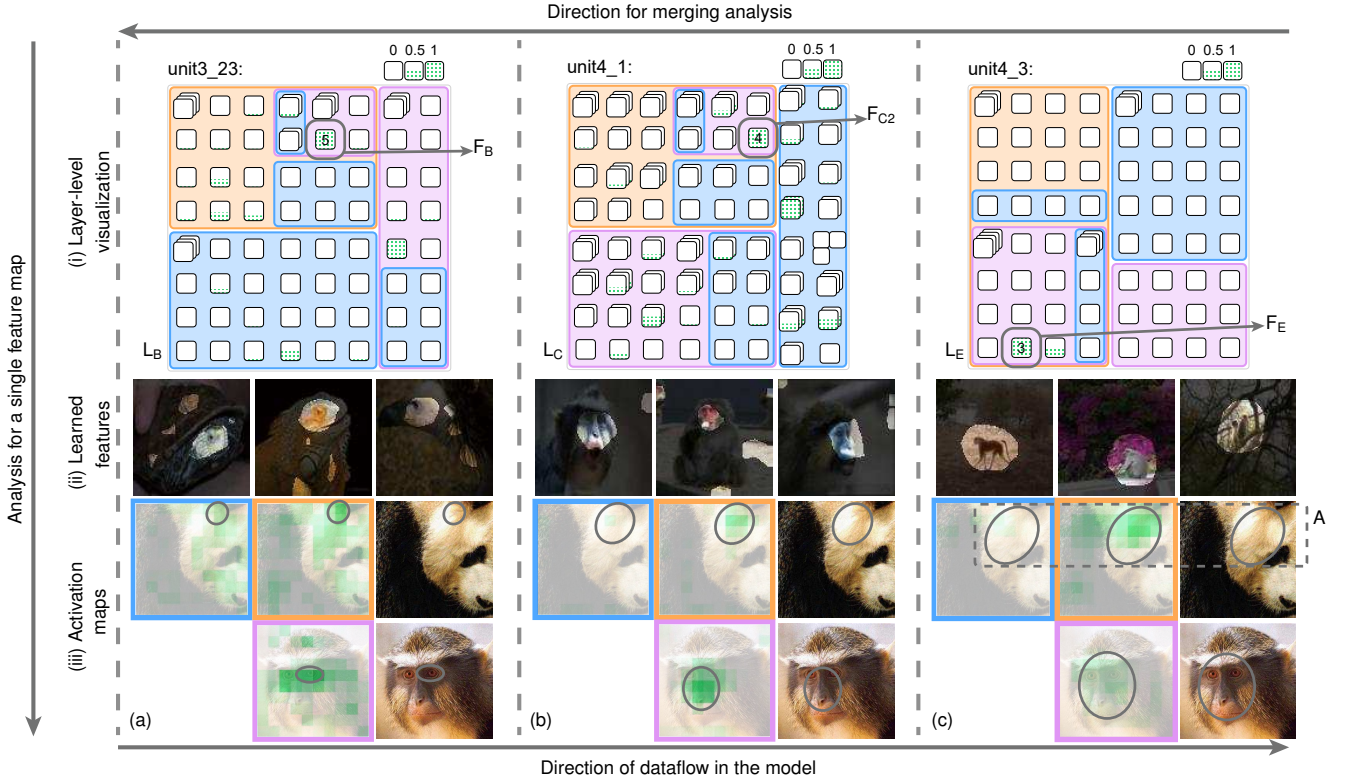 Direction for merging analysis
0 0.5 1
unit3_23:
5
F_B
L_B
0 0.5 1
unit4_1:
4
F_C2
L_C
0 0.5 1
unit4_3:
3
F_E
L_E
Analysis for a single feature map
(i) Layer-level
visualization
(ii) Learned
features
(iii) Activation
maps
A
(a)
(b)
(c)
Direction of dataflow in the model